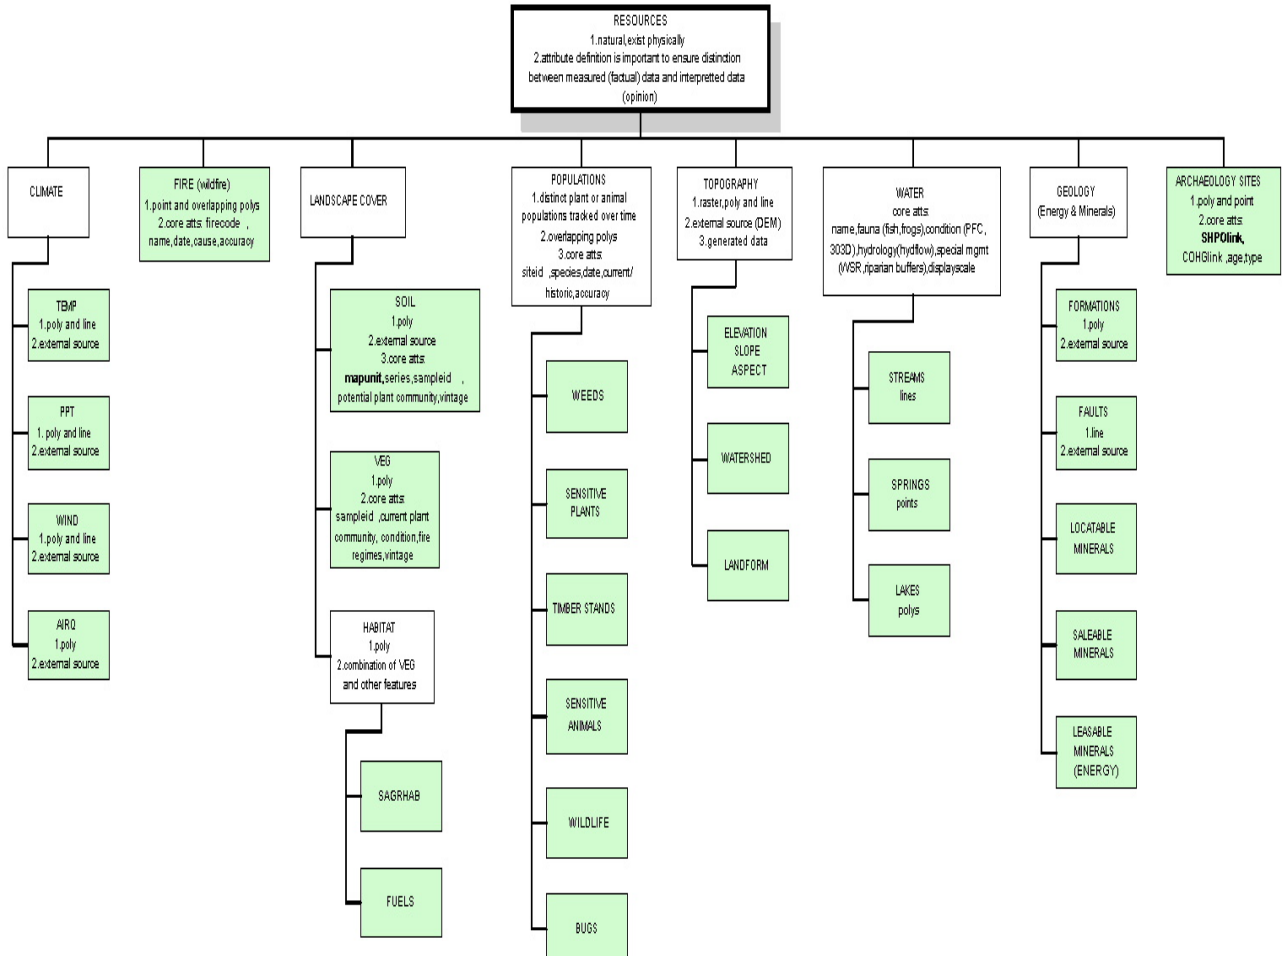 RESOURCES
1.natural,exist physically
2.attribute definition is important to ensure distinction
between measured (factual) data and interpretted data
(opinion)
CLIMATE
TEMP
1.poly and line
2.external source
PPT
1. poly and line
2.external source
WIND
1.poly and line
2.external source
AIRQ
1.poly
2.external source
FIRE (wildfire)
1.point and overlapping polys
2.core atts: firecode ,
name,date,cause,accuracy
LANDSCAPE COVER
SOIL
1.poly
2.external source
3.core atts:
mapunit,series,sampleid ,
potential plant community,vintage
VEG
1.poly
2.core atts:
sampleid ,current plant
community, condition,fire
regimes,vintage
HABITAT
1.poly
2.combination of VEG
and other features
SAGRHAB
FUELS
POPULATIONS
1.distinct plant or animal
populations tracked over time
2.overlapping polys
3.core atts:
siteid ,species,date,current/
historic,accuracy
WEEDS
SENSITIVE
PLANTS
TIMBER STANDS
SENSITIVE
ANIMALS
WILDLIFE
BUGS
TOPOGRAPHY
1.raster,poly and line
2.external source (DEM)
3.generated data
ELEVATION
SLOPE
ASPECT
WATERSHED
LANDFORM
WATER
core atts:
name,fauna (fish,frogs),condition (PFC,
303D),hydrology(hydflow),special mgmt
(WSR,riparian buffers),displayscale
STREAMS
lines
SPRINGS
points
LAKES
polys
GEOLOGY
(Energy & Minerals)
FORMATIONS
1.poly
2.external source
FAULTS
1.line
2.external source
LOCATABLE
MINERALS
SALEABLE
MINERALS
LEASABLE
MINERALS
(ENERGY)
ARCHAEOLOGY SITES
1.poly and point
2.core atts:
SHPOlink,
COHGlink ,age,type